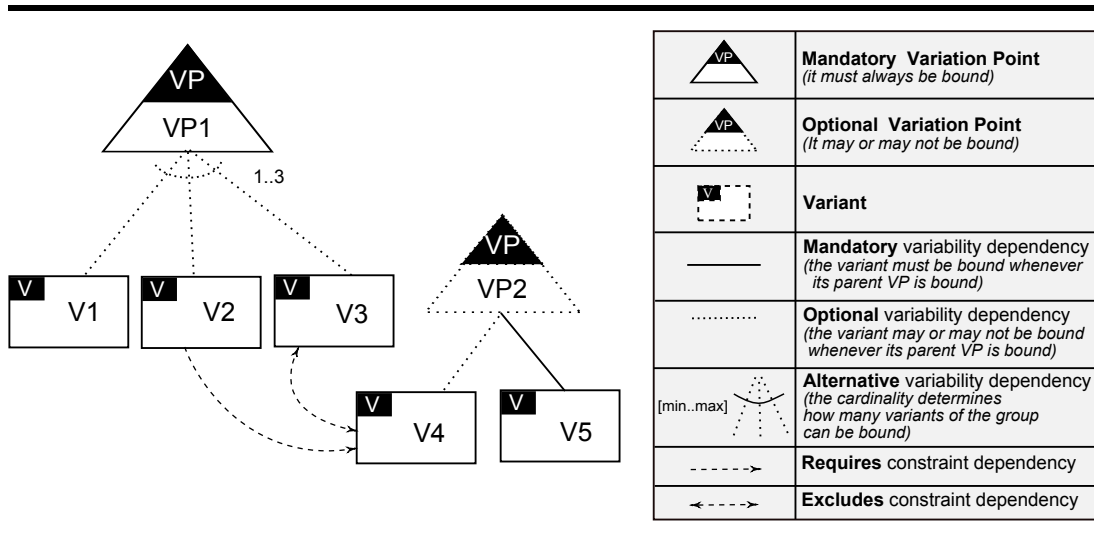 VP
VP1
1..3
VP
VP2
V
V1
V
V2
V
V3
V
V4
V
V5
VP
Mandatory Variation Point
(it must always be bound)
VP
Optional Variation Point
(It may or may not be bound)
V
Variant
Mandatory variability dependency
(the variant must be bound whenever
its parent VP is bound)
Optional variability dependency
(the variant may or may not be bound
whenever its parent VP is bound)
[min..max]
Alternative variability dependency
(the cardinality determines
how many variants of the group
can be bound)
Requires constraint dependency
Excludes constraint dependency